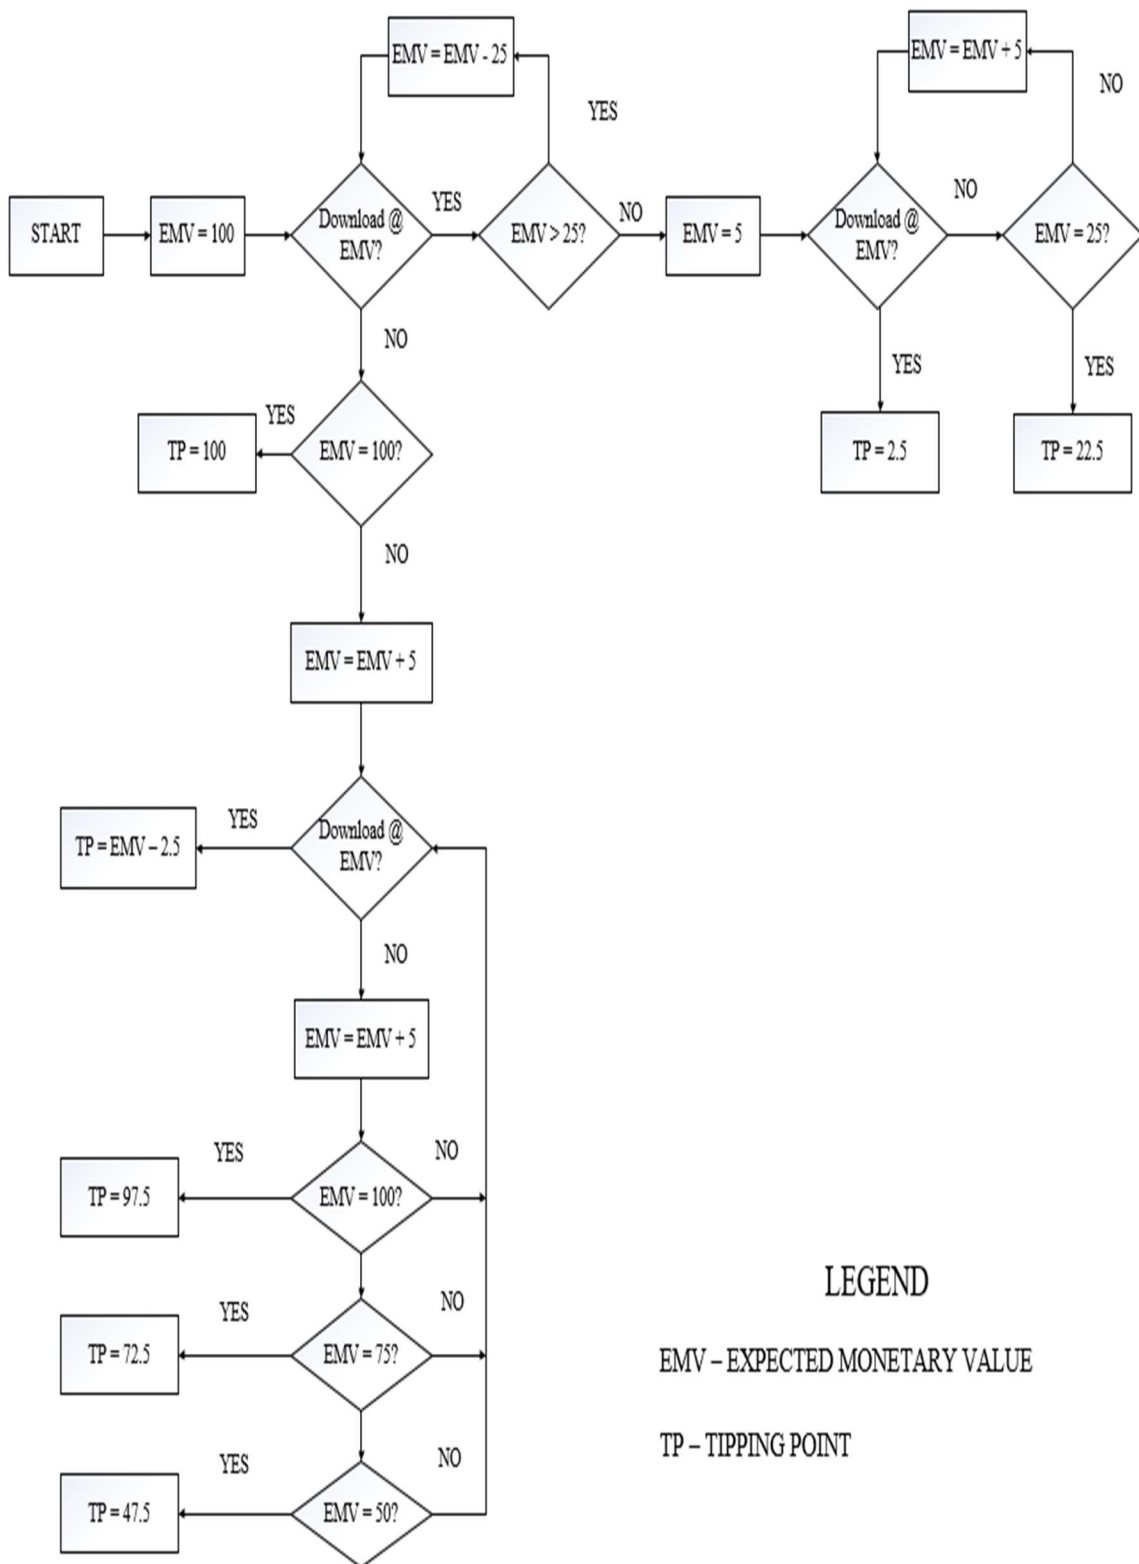 EMV = EMV - 25
EMV = EMV + 5
YES
NO
START
EMV = 100
Download @
EMV?
YES
EMV > 25?
NO
EMV = 5
Download @
EMV?
NO
EMV = 25?
NO
YES
YES
TP = 100
YES
EMV = 100?
TP = 2.5
TP = 22.5
NO
EMV = EMV + 5
TP = EMV – 2.5
YES
Download @
EMV?
NO
EMV = EMV + 5
YES
NO
TP = 97.5
EMV = 100?
YES
NO
TP = 72.5
EMV = 75?
YES
NO
TP = 47.5
EMV = 50?
LEGEND
EMV – EXPECTED MONETARY VALUE
TP – TIPPING POINT